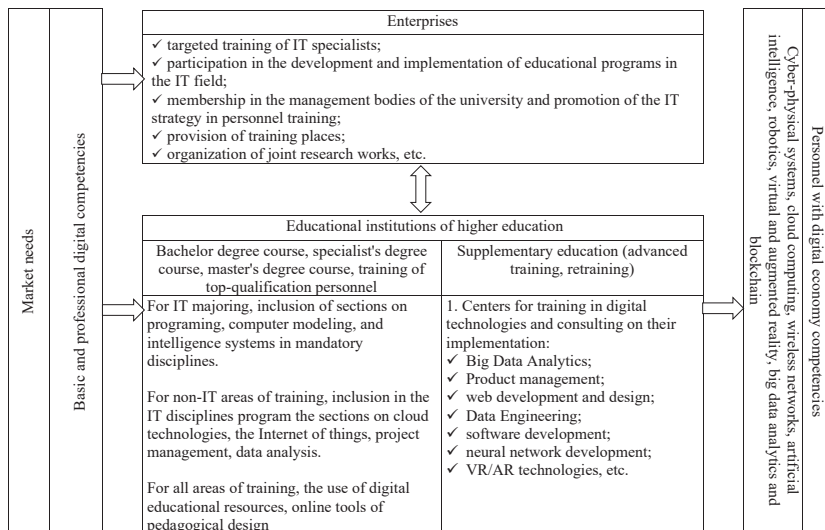 Market needs
Basic and professional digital competencies
Enterprises
✓ targeted training of IT specialists;
✓ participation in the development and implementation of educational programs in
the IT field;
✓ membership in the management bodies of the university and promotion of the IT
strategy in personnel training;
✓ provision of training places;
✓ organization of joint research works, etc.
Educational institutions of higher education
Bachelor degree course, specialist's degree
course, master's degree course, training of
top-qualification personnel
For IT majoring, inclusion of sections on
programing, computer modeling, and
intelligence systems in mandatory
disciplines.
For non-IT areas of training, inclusion in the
IT disciplines program the sections on cloud
technologies, the Internet of things, project
management, data analysis.
For all areas of training, the use of digital
educational resources, online tools of
pedagogical design
Supplementary education (advanced
training, retraining)
1. Centers for training in digital
technologies and consulting on their
implementation:
✓ Big Data Analytics;
✓ Product management;
✓ web development and design;
✓ Data Engineering;
✓ software development;
✓ neural network development;
✓ VR/AR technologies, etc.
Cyber-physical systems, cloud computing, wireless networks, artificial
intelligence, robotics, virtual and augmented reality, big data analytics and
blockchain
Personnel with digital economy competencies